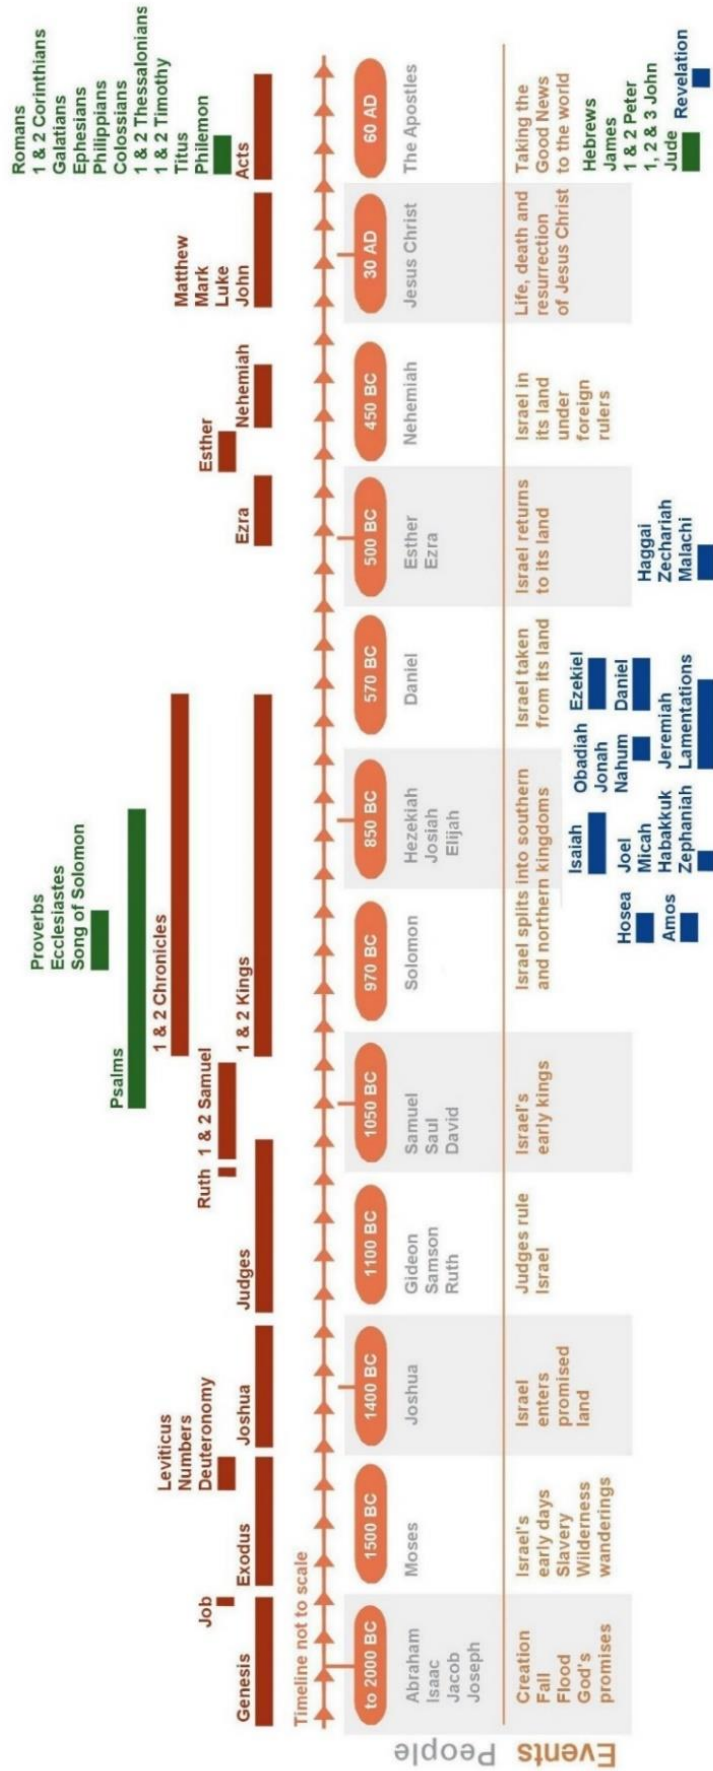 Proverbs
Ecclesiastes
Song of Solomon
Psalms
1 & 2 Chronicles
Romans
1 & 2 Corinthians
Galatians
Ephesians
Philippians
Colossians
1 & 2 Thessalonians
1 & 2 Timothy
Titus
Philemon
Leviticus
Numbers
Deuteronomy
Job
Ruth
1 & 2 Samuel
Esther
Matthew
Mark
Luke
John
Genesis
Exodus
Joshua
Judges
1 & 2 Kings
Ezra
Nehemiah
Acts
Timeline not to scale
to 2000 BC
1500 BC
1400 BC
1100 BC
1050 BC
970 BC
850 BC
570 BC
500 BC
450 BC
30 AD
60 AD
People
Abraham
Isaac
Jacob
Joseph
Moses
Joshua
Gideon
Samson
Ruth
Samuel
Saul
David
Solomon
Hezekiah
Josiah
Elijah
Daniel
Esther
Ezra
Nehemiah
Jesus Christ
The Apostles
Events
Creation
Fall
Flood
God's
promises
Israel's
early days
Slavery
Wilderness
wanderings
Israel
enters
promised
land
Judges rule
Israel
Israel's
early kings
Israel splits into southern
and northern kingdoms
Israel taken
from its land
Israel returns
to its land
Israel in
its land
under
foreign
rulers
Life, death and
resurrection
of Jesus Christ
Taking the
Good News
to the world
Hosea
Amos
Isaiah
Joel
Micah
Habakkuk
Zephaniah
Obadiah
Jonah
Nahum
Jeremiah
Lamentations
Ezekiel
Daniel
Haggai
Zechariah
Malachi
Hebrews
James
1 & 2 Peter
1, 2 & 3 John
Jude
Revelation